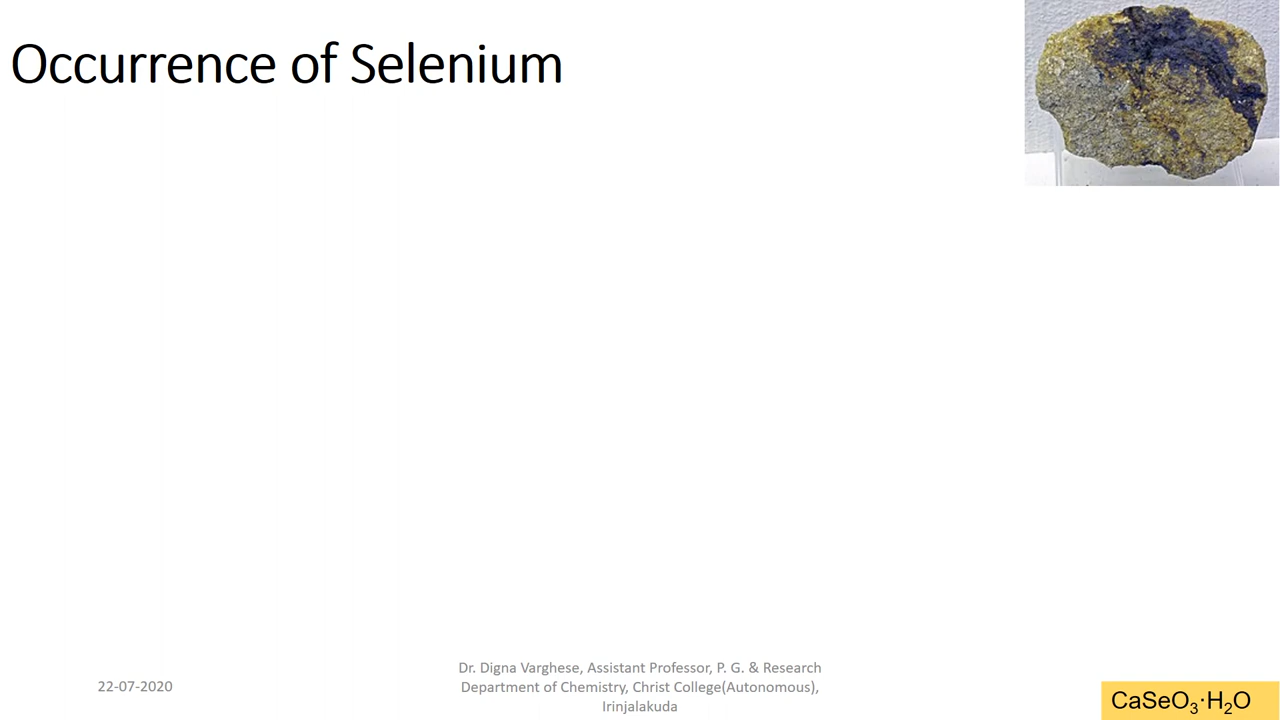 Occurrence of Selenium
Dr. Digna Varghese, Assistant Professor, P. G. & Research
Department of Chemistry, Christ College(Autonomous),
Irinjalakuda
22-07-2020
CaSeO₃·H₂O